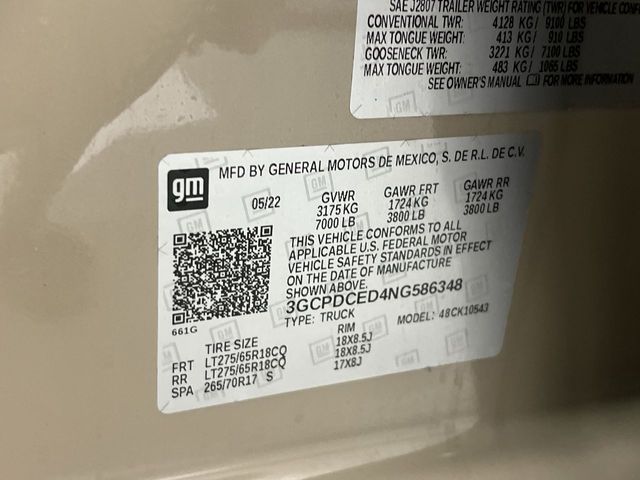 SAE J2807 TRAILER WEIGHT RATING (TWR) FOR VEHICLE
CONVENTIONAL TWR: 4128 KG / 9100 LBS
MAX TONGUE WEIGHT: 413 KG / 910 LBS
GOOSENECK TWR: 3221 KG / 7100 LBS
MAX TONGUE WEIGHT: 483 KG / 1065 LBS
SEE OWNER'S MANUAL FOR MORE INFORMATION
gm
MFD BY GENERAL MOTORS DE MEXICO, S. DE R.L. DE C.V.
05/22 GVWR GAWR FRT GAWR RR
3175 KG 1724 KG 1724 KG
7000 LB 3800 LB 3800 LB
THIS VEHICLE CONFORMS TO ALL
APPLICABLE U.S. FEDERAL MOTOR
VEHICLE SAFETY STANDARDS IN EFFECT
ON THE DATE OF MANUFACTURE
SHOWN ABOVE.
3GCPDCED4NG586348
661G
TYPE: TRUCK MODEL: 48CK10543
TIRE SIZE RIM
FRT LT275/65R18CQ 18X8.5J
RR LT275/65R18CQ 18X8.5J
SPA 265/70R17 S 17X8J